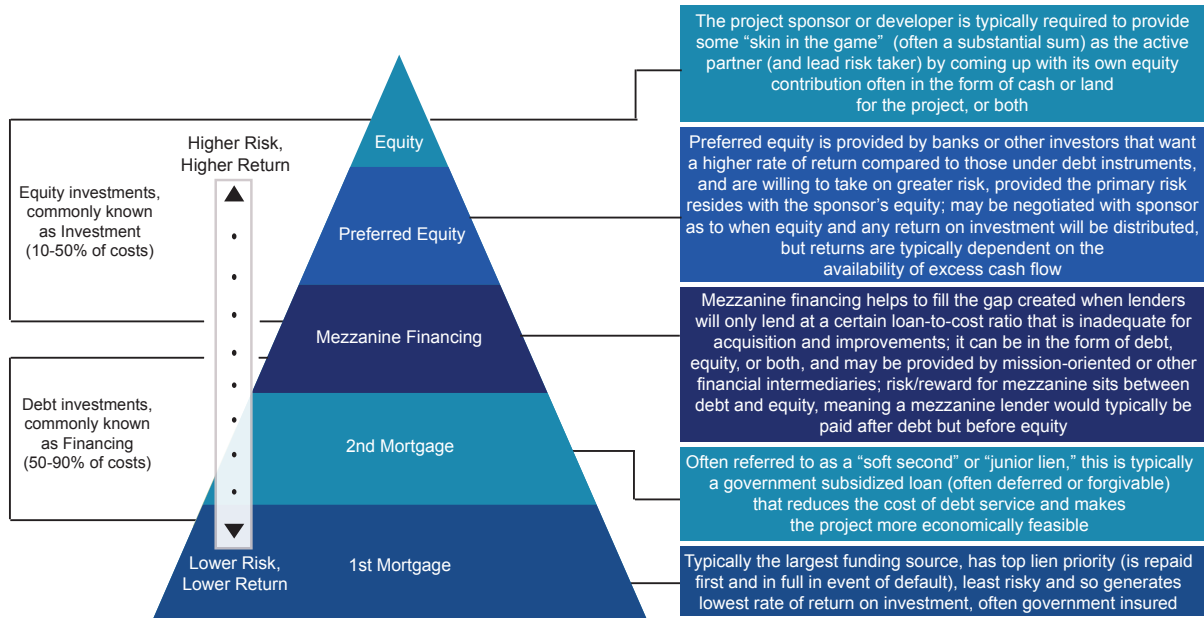 The project sponsor or developer is typically required to provide
some “skin in the game”  (often a substantial sum) as the active
partner (and lead risk taker) by coming up with its own equity
contribution often in the form of cash or land
for the project, or both
Higher Risk,
Higher Return
Equity
Equity investments,
commonly known
as Investment
(10-50% of costs)
Preferred Equity
Preferred equity is provided by banks or other investors that want
a higher rate of return compared to those under debt instruments,
and are willing to take on greater risk, provided the primary risk
resides with the sponsor’s equity; may be negotiated with sponsor
as to when equity and any return on investment will be distributed,
but returns are typically dependent on the
availability of excess cash flow
Mezzanine Financing
Mezzanine financing helps to fill the gap created when lenders
will only lend at a certain loan-to-cost ratio that is inadequate for
acquisition and improvements; it can be in the form of debt,
equity, or both, and may be provided by mission-oriented or other
financial intermediaries; risk/reward for mezzanine sits between
debt and equity, meaning a mezzanine lender would typically be
paid after debt but before equity
Debt investments,
commonly known
as Financing
(50-90% of costs)
2nd Mortgage
Often referred to as a “soft second” or “junior lien,” this is typically
a government subsidized loan (often deferred or forgivable)
that reduces the cost of debt service and makes
the project more economically feasible
Lower Risk,
Lower Return
1st Mortgage
Typically the largest funding source, has top lien priority (is repaid
first and in full in event of default), least risky and so generates
lowest rate of return on investment, often government insured